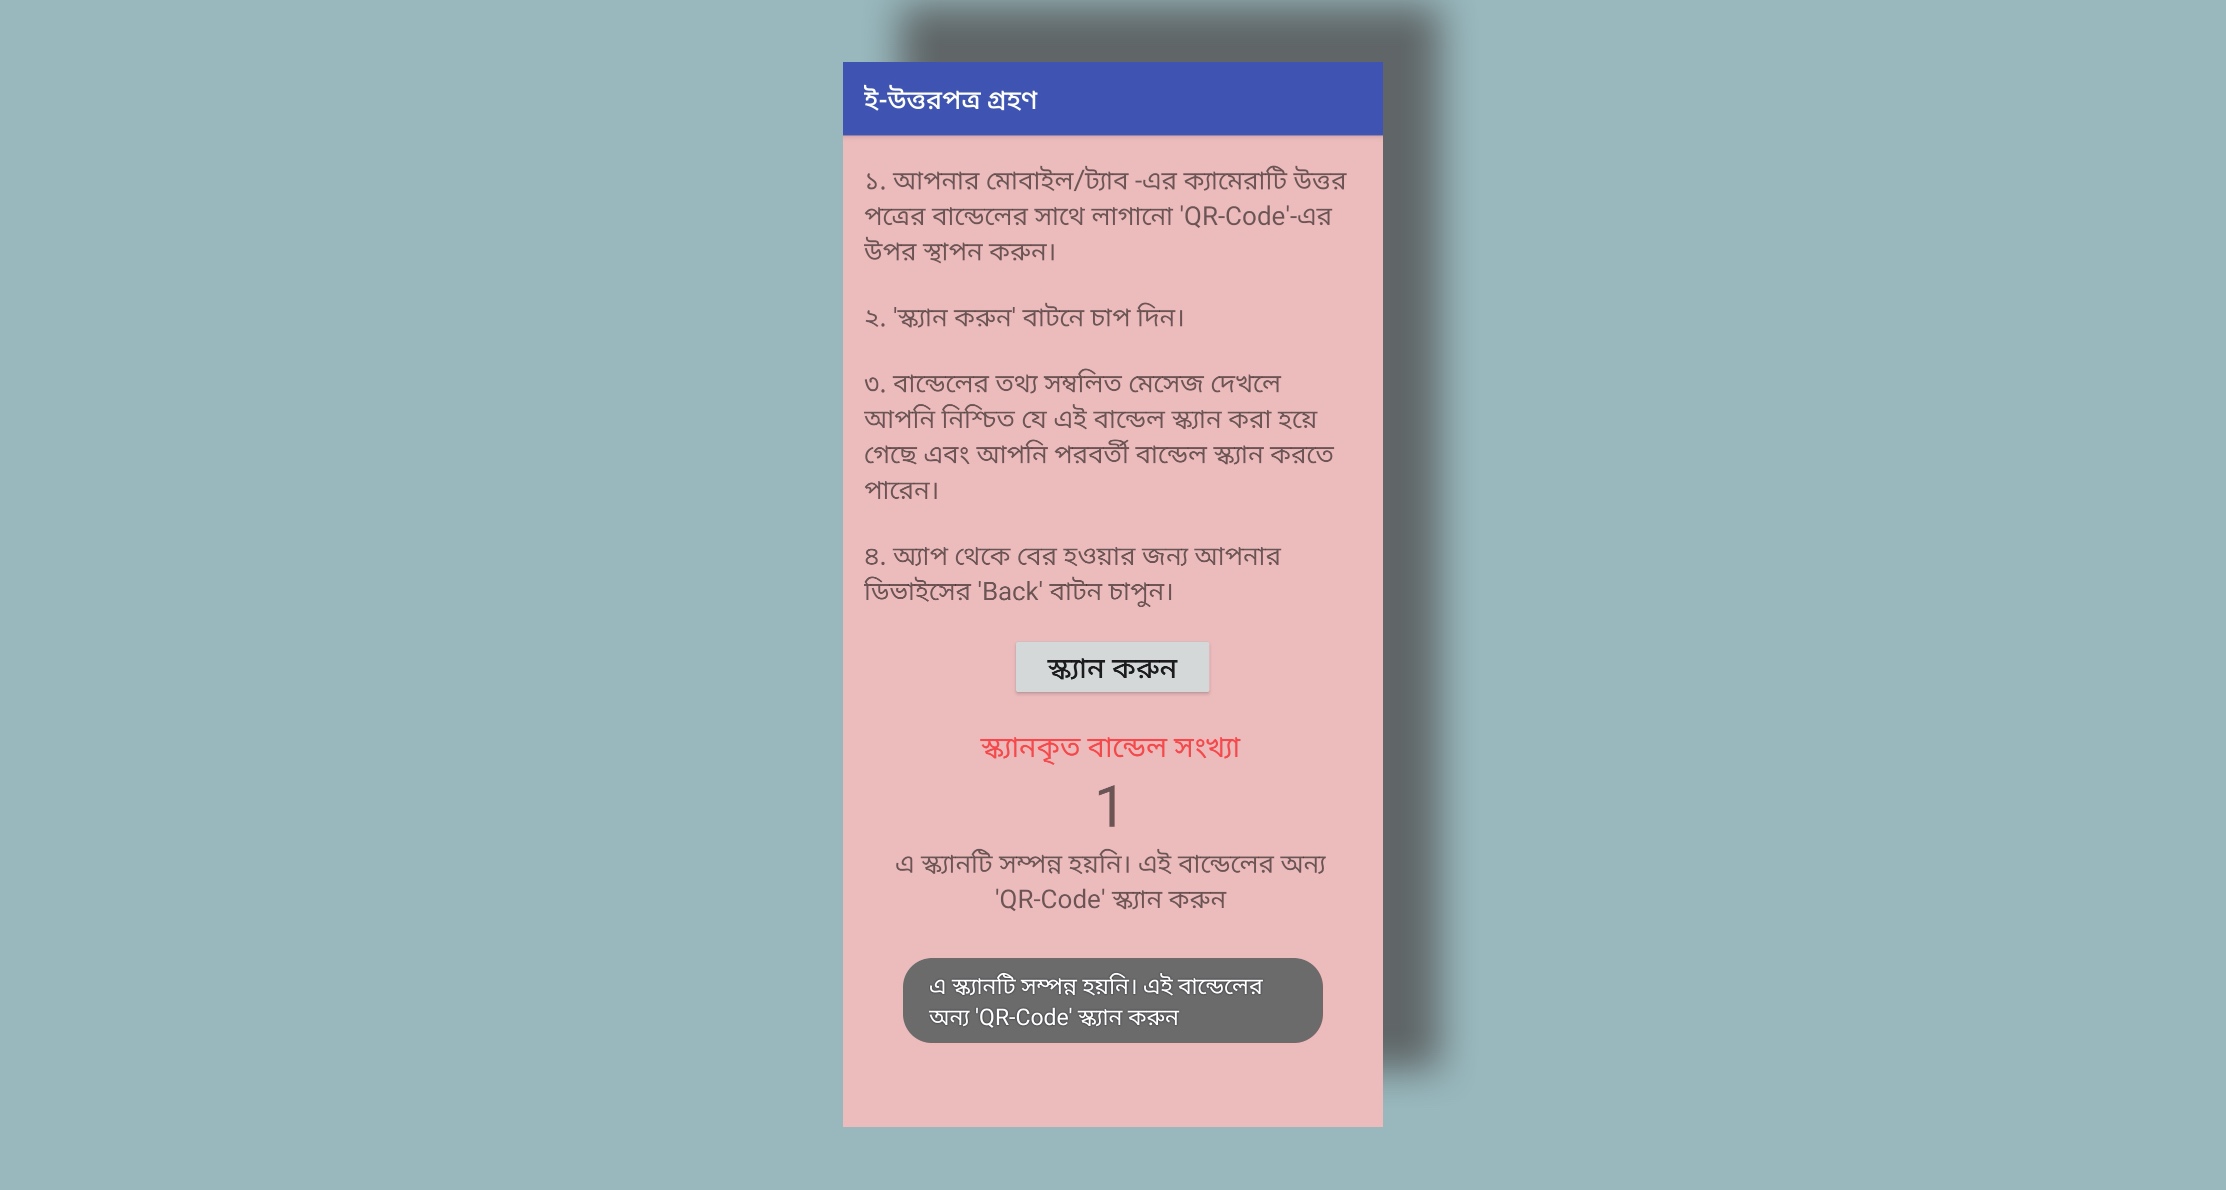 ই-উত্তরপত্র গ্রহণ
১. আপনার মোবাইল/ট্যাব -এর ক্যামেরাটি উত্তর
পত্রের বান্ডেলের সাথে লাগানো 'QR-Code'-এর
উপর স্থাপন করুন।
২. 'স্ক্যান করুন' বাটনে চাপ দিন।
৩. বান্ডেলের তথ্য সম্বলিত মেসেজ দেখলে
আপনি নিশ্চিত যে এই বান্ডেল স্ক্যান করা হয়ে
গেছে এবং আপনি পরবর্তী বান্ডেল স্ক্যান করতে
পারেন।
৪. অ্যাপ থেকে বের হওয়ার জন্য আপনার
ডিভাইসের 'Back' বাটন চাপুন।
স্ক্যান করুন
স্ক্যানকৃত বান্ডেল সংখ্যা
1
এ স্ক্যানটি সম্পন্ন হয়নি। এই বান্ডেলের অন্য
'QR-Code' স্ক্যান করুন
এ স্ক্যানটি সম্পন্ন হয়নি। এই বান্ডেলের
অন্য 'QR-Code' স্ক্যান করুন